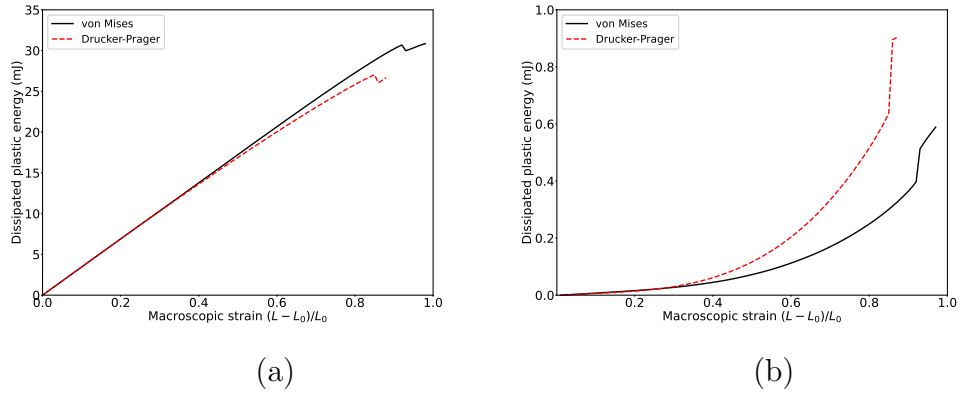 35
30
25
20
15
10
5
0
0.0
0.2
0.4
0.6
0.8
1.0
Dissipated plastic energy (mJ)
Macroscopic strain (L − L₀)/L₀
von Mises
Drucker-Prager
(a)
1.0
0.8
0.6
0.4
0.2
0.0
0.2
0.4
0.6
0.8
1.0
Dissipated plastic energy (mJ)
Macroscopic strain (L − L₀)/L₀
von Mises
Drucker-Prager
(b)